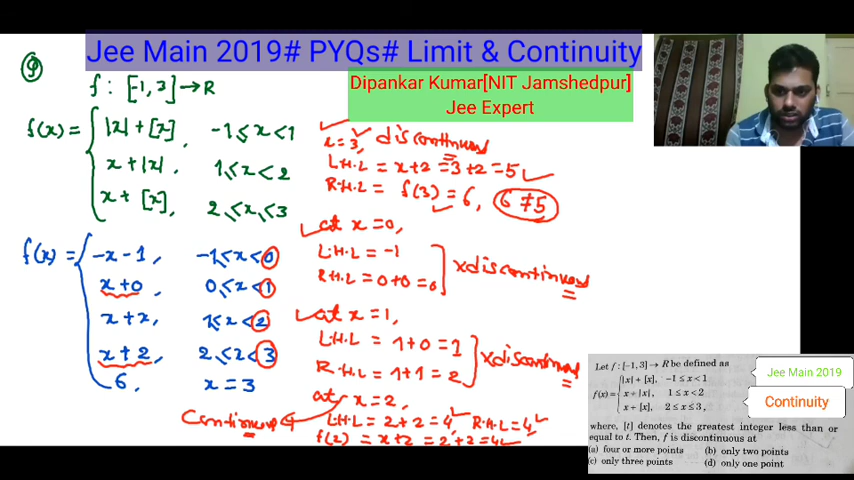 Jee Main 2019# PYQs# Limit & Continuity
Dipankar Kumar[NIT Jamshedpur]
Jee Expert
9
f : [-1, 3] → R
f(x) = { |x| + [x], -1 ≤ x < 1
x + |x|, 1 ≤ x < 2
x + [x], 2 ≤ x ≤ 3
f(x) = { -x - 1, -1 ≤ x < 0
x + 0, 0 ≤ x < 1
x + x, 1 ≤ x < 2
x + 2, 2 ≤ x < 3
6, x = 3
x = 3, discontinuous
L.H.L = x+2 = 3+2 = 5
R.H.L = f(3) = 6, 6 ≠ 5
at x = 0,
L.H.L = -1
R.H.L = 0+0 = 0
discontinuous
at x = 1,
L.H.L = 1+0 = 1
R.H.L = 1+1 = 2
discontinuous
at x = 2,
L.H.L = 2+2 = 4 R.H.L = 4
f(2) = x+2 = 2+2 = 4
Continuous
Let f : [-1, 3] → R be defined as
f(x) = { |x| + [x], -1 ≤ x < 1
x + |x|, 1 ≤ x < 2
x + [x], 2 ≤ x ≤ 3,
where, [t] denotes the greatest integer less than or
equal to t. Then, f is discontinuous at
(a) four or more points (b) only two points
(c) only three points (d) only one point
Jee Main 2019
Continuity